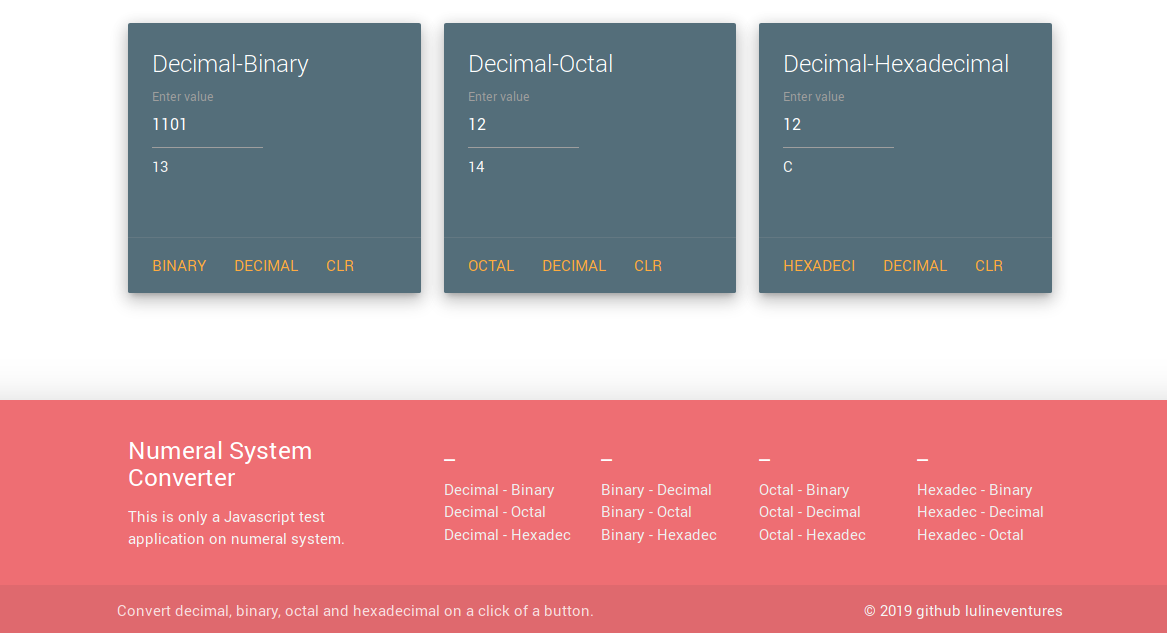 Decimal-Binary
Enter value
1101
13
BINARY DECIMAL CLR
Decimal-Octal
Enter value
12
14
OCTAL DECIMAL CLR
Decimal-Hexadecimal
Enter value
12
C
HEXADECI DECIMAL CLR
Numeral System
Converter
This is only a Javascript test
application on numeral system.
–
Decimal - Binary
Decimal - Octal
Decimal - Hexadec
–
Binary - Decimal
Binary - Octal
Binary - Hexadec
–
Octal - Binary
Octal - Decimal
Octal - Hexadec
–
Hexadec - Binary
Hexadec - Decimal
Hexadec - Octal
Convert decimal, binary, octal and hexadecimal on a click of a button.
© 2019 github lulineventures